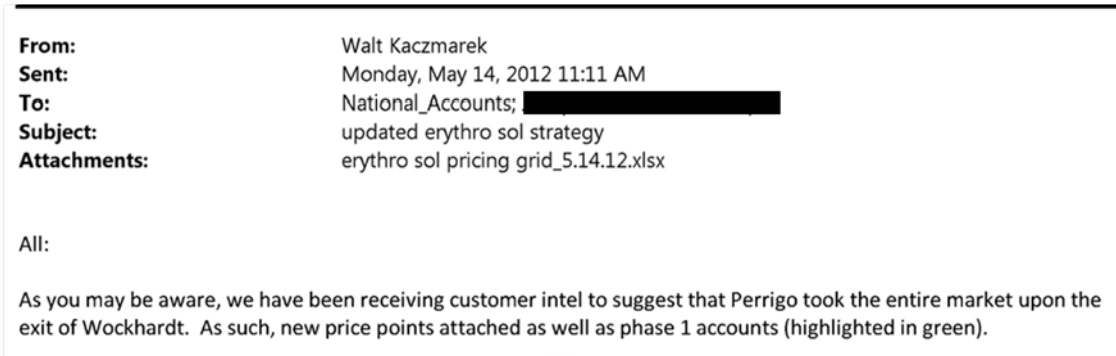 From: Walt Kaczmarek
Sent: Monday, May 14, 2012 11:11 AM
To: National_Accounts;
Subject: updated erythro sol strategy
Attachments: erythro sol pricing grid_5.14.12.xlsx
All:
As you may be aware, we have been receiving customer intel to suggest that Perrigo took the entire market upon the
exit of Wockhardt.  As such, new price points attached as well as phase 1 accounts (highlighted in green).